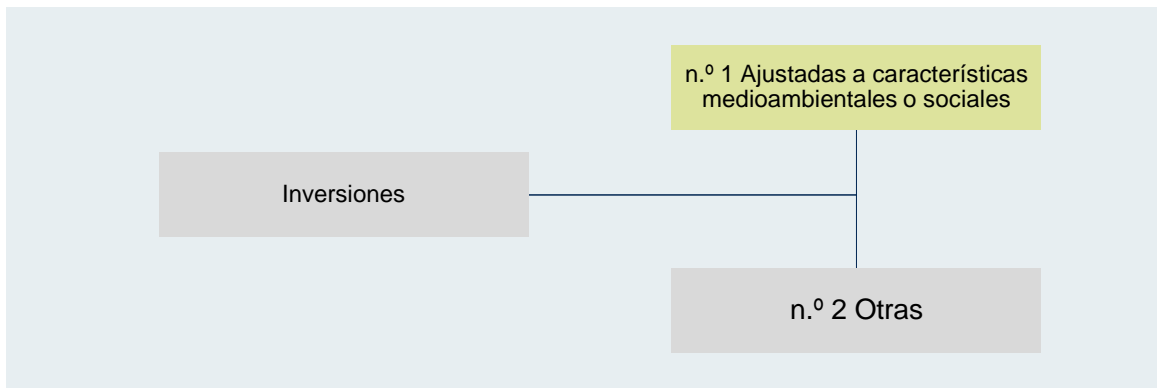 n.º 1 Ajustadas a características
medioambientales o sociales
Inversiones
n.º 2 Otras